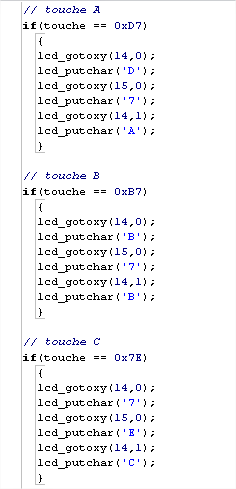 // touche A
if(touche == 0xD7)
{
lcd_gotoxy(14,0);
lcd_putchar('D');
lcd_gotoxy(15,0);
lcd_putchar('7');
lcd_gotoxy(14,1);
lcd_putchar('A');
}
// touche B
if(touche == 0xB7)
{
lcd_gotoxy(14,0);
lcd_putchar('B');
lcd_gotoxy(15,0);
lcd_putchar('7');
lcd_gotoxy(14,1);
lcd_putchar('B');
}
// touche C
if(touche == 0x7E)
{
lcd_gotoxy(14,0);
lcd_putchar('7');
lcd_gotoxy(15,0);
lcd_putchar('E');
lcd_gotoxy(14,1);
lcd_putchar('C');
}